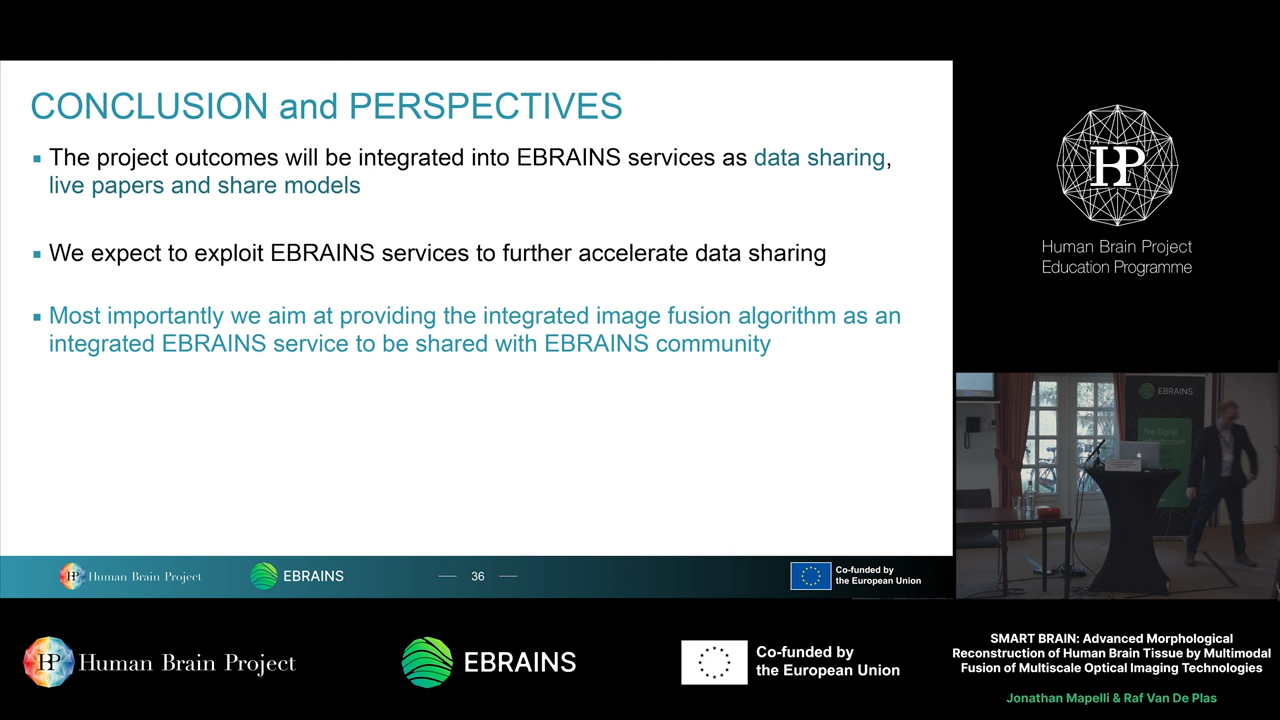 CONCLUSION and PERSPECTIVES
The project outcomes will be integrated into EBRAINS services as data sharing,
live papers and share models
We expect to exploit EBRAINS services to further accelerate data sharing
Most importantly we aim at providing the integrated image fusion algorithm as an
integrated EBRAINS service to be shared with EBRAINS community
HP Human Brain Project
EBRAINS
36
Co-funded by
the European Union
HP
Human Brain Project
Education Programme
EBRAINS
The Digital
HP Human Brain Project
EBRAINS
Co-funded by
the European Union
SMART BRAIN: Advanced Morphological
Reconstruction of Human Brain Tissue by Multimodal
Fusion of Multiscale Optical Imaging Technologies
Jonathan Mapelli & Raf Van De Plas